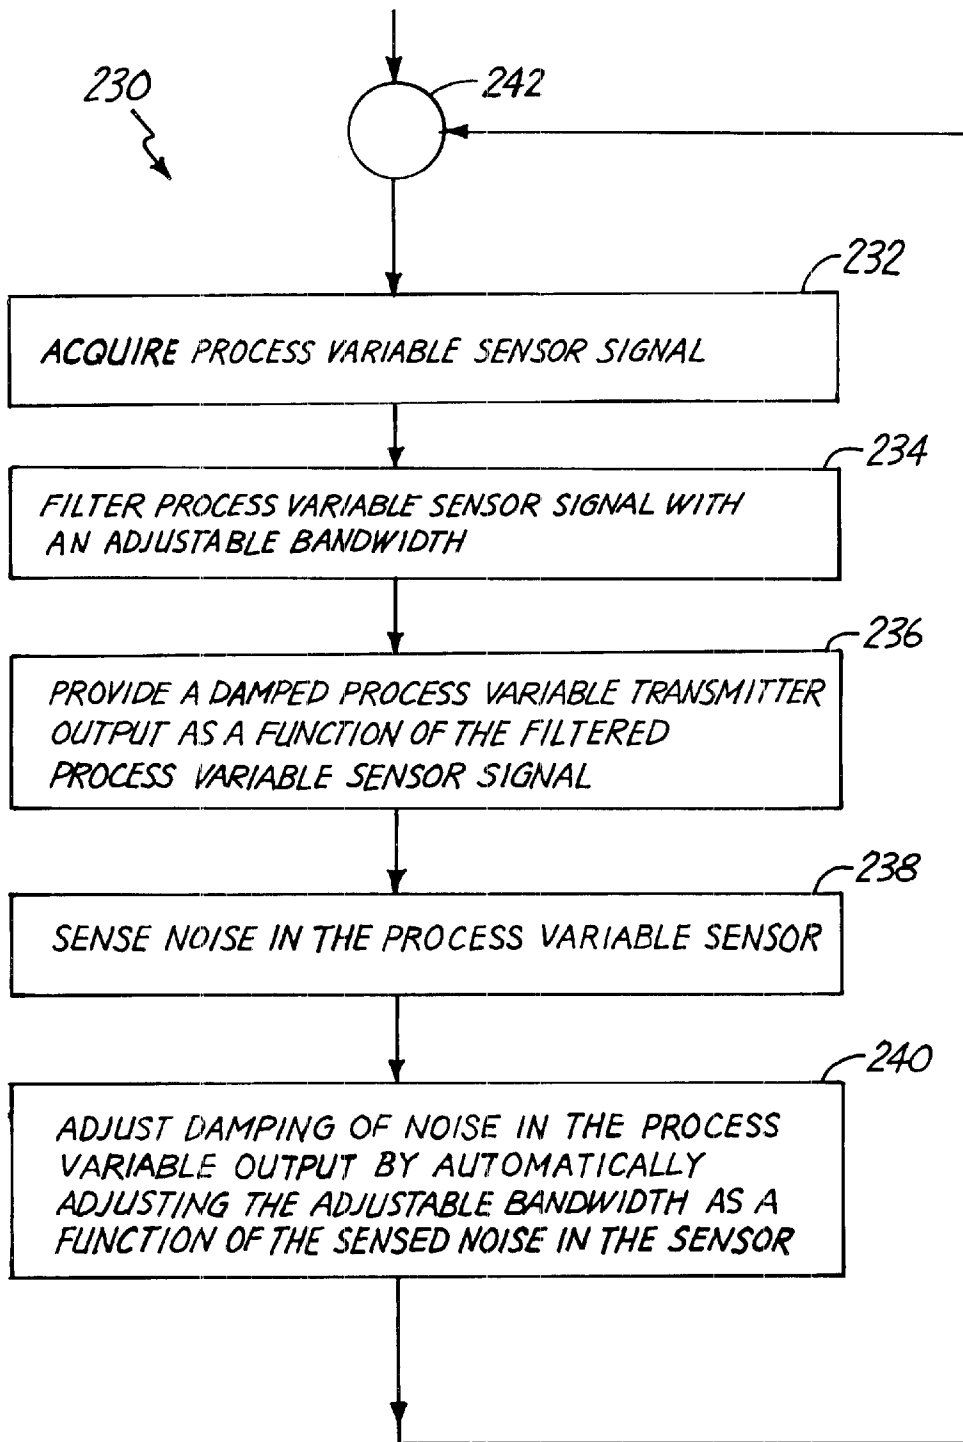 230
242
232
ACQUIRE PROCESS VARIABLE SENSOR SIGNAL
234
FILTER PROCESS VARIABLE SENSOR SIGNAL WITH
AN ADJUSTABLE BANDWIDTH
236
PROVIDE A DAMPED PROCESS VARIABLE TRANSMITTER
OUTPUT AS A FUNCTION OF THE FILTERED
PROCESS VARIABLE SENSOR SIGNAL
238
SENSE NOISE IN THE PROCESS VARIABLE SENSOR
240
ADJUST DAMPING OF NOISE IN THE PROCESS
VARIABLE OUTPUT BY AUTOMATICALLY
ADJUSTING THE ADJUSTABLE BANDWIDTH AS A
FUNCTION OF THE SENSED NOISE IN THE SENSOR